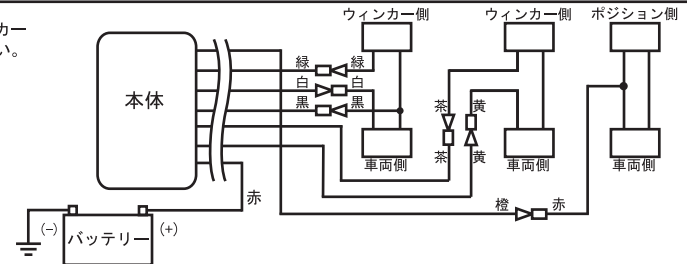 ウィンカー側
ウィンカー側
ポジション側
カー
い。
緑 緑
白 白
黒 黒
本体
茶 黄
茶 黄
車両側
車両側
車両側
赤
橙 赤
(−) バッテリー (+)